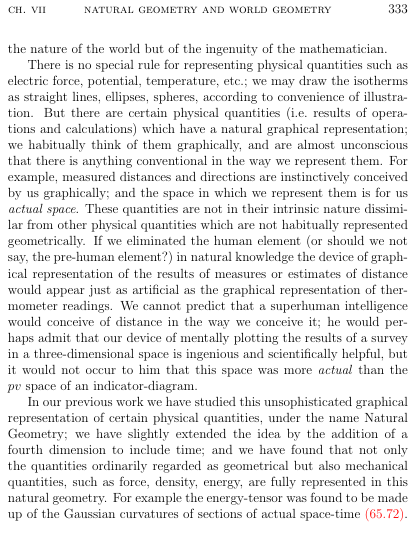 CH. VII NATURAL GEOMETRY AND WORLD GEOMETRY 333
the nature of the world but of the ingenuity of the mathematician.
There is no special rule for representing physical quantities such as
electric force, potential, temperature, etc.; we may draw the isotherms
as straight lines, ellipses, spheres, according to convenience of illustra-
tion. But there are certain physical quantities (i.e. results of opera-
tions and calculations) which have a natural graphical representation;
we habitually think of them graphically, and are almost unconscious
that there is anything conventional in the way we represent them. For
example, measured distances and directions are instinctively conceived
by us graphically; and the space in which we represent them is for us
actual space. These quantities are not in their intrinsic nature dissimi-
lar from other physical quantities which are not habitually represented
geometrically. If we eliminated the human element (or should we not
say, the pre-human element?) in natural knowledge the device of graph-
ical representation of the results of measures or estimates of distance
would appear just as artificial as the graphical representation of ther-
mometer readings. We cannot predict that a superhuman intelligence
would conceive of distance in the way we conceive it; he would per-
haps admit that our device of mentally plotting the results of a survey
in a three-dimensional space is ingenious and scientifically helpful, but
it would not occur to him that this space was more actual than the
pv space of an indicator-diagram.
In our previous work we have studied this unsophisticated graphical
representation of certain physical quantities, under the name Natural
Geometry; we have slightly extended the idea by the addition of a
fourth dimension to include time; and we have found that not only
the quantities ordinarily regarded as geometrical but also mechanical
quantities, such as force, density, energy, are fully represented in this
natural geometry. For example the energy-tensor was found to be made
up of the Gaussian curvatures of sections of actual space-time (65.72).